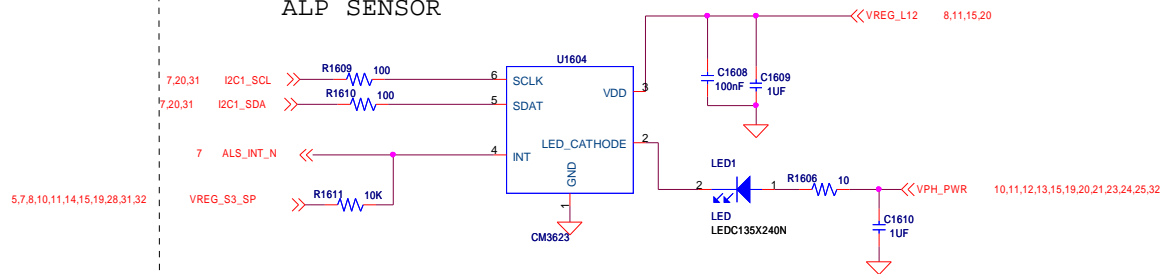 ALP SENSOR
VREG_L12 8,11,15,20
U1604
R1609 100
C1608 100nF
C1609 1UF
7,20,31 I2C1_SCL
6 SCLK
R1610 100
VDD 3
7,20,31 I2C1_SDA
5 SDAT
LED_CATHODE 2
7 ALS_INT_N
4 INT
GND
1
LED1
R1606 10
R1611 10K
5,7,8,10,11,14,15,19,28,31,32 VREG_S3_SP
2 1
VPH_PWR 10,11,12,13,15,19,20,21,23,24,25,32
LED
LEDC135X240N
C1610
1UF
CM3623